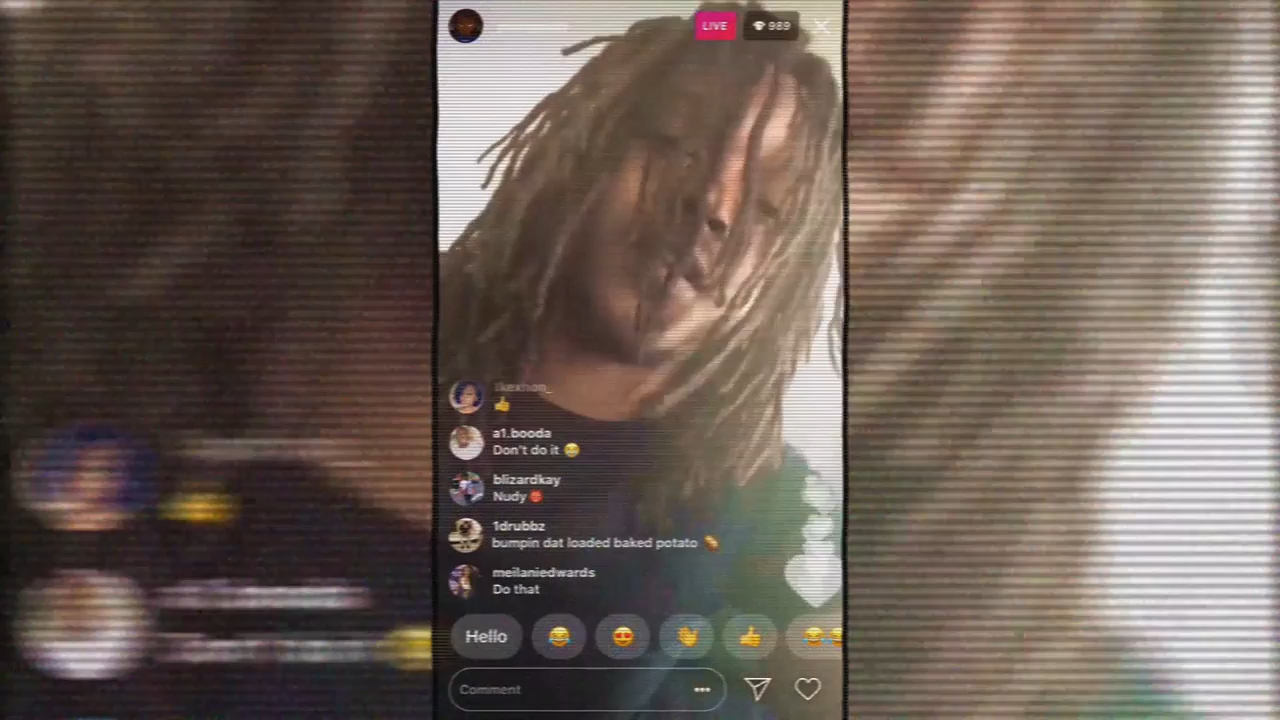 LIVE
989
1kexhon_
👍
a1.booda
Don't do it 😂
blizardkay
Nudy
1drubbz
bumpin dat loaded baked potato 🥔
meilaniedwards
Do that
Hello 😂 😍 👏 👍 😂
Comment